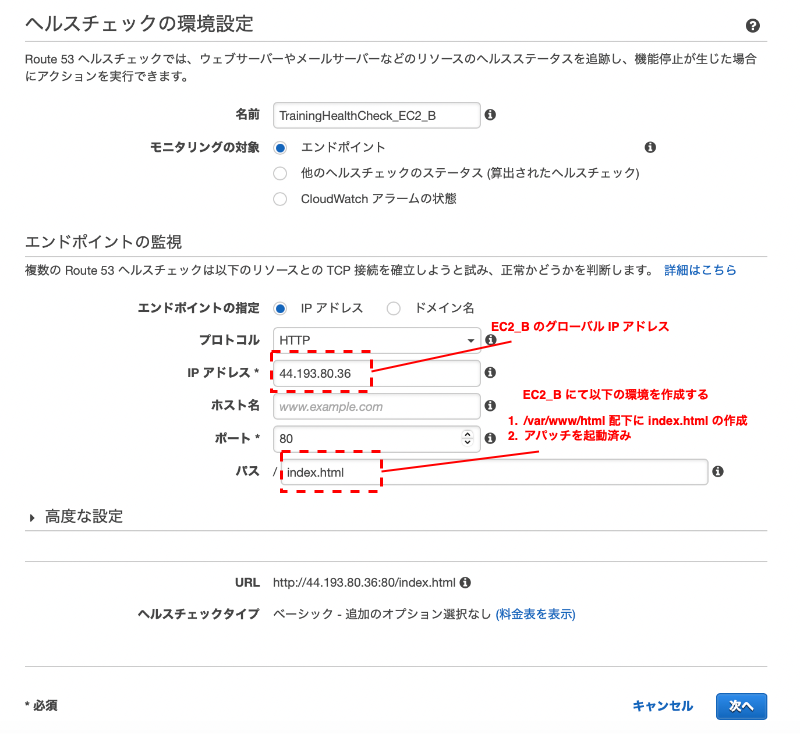 ヘルスチェックの環境設定
Route 53 ヘルスチェックでは、ウェブサーバーやメールサーバーなどのリソースのヘルスステータスを追跡し、機能停止が生じた場合
にアクションを実行できます。
名前 TrainingHealthCheck_EC2_B
モニタリングの対象 エンドポイント
他のヘルスチェックのステータス (算出されたヘルスチェック)
CloudWatch アラームの状態
エンドポイントの監視
複数の Route 53 ヘルスチェックは以下のリソースとの TCP 接続を確立しようと試み、正常かどうかを判断します。 詳細はこちら
エンドポイントの指定 IP アドレス ドメイン名
EC2_B のグローバル IP アドレス
プロトコル HTTP
IP アドレス * 44.193.80.36
EC2_B にて以下の環境を作成する
ホスト名 www.example.com
1. /var/www/html 配下に index.html の作成
ポート * 80
2. アパッチを起動済み
パス / index.html
高度な設定
URL http://44.193.80.36:80/index.html
ヘルスチェックタイプ ベーシック - 追加のオプション選択なし (料金表を表示)
* 必須 キャンセル 次へ